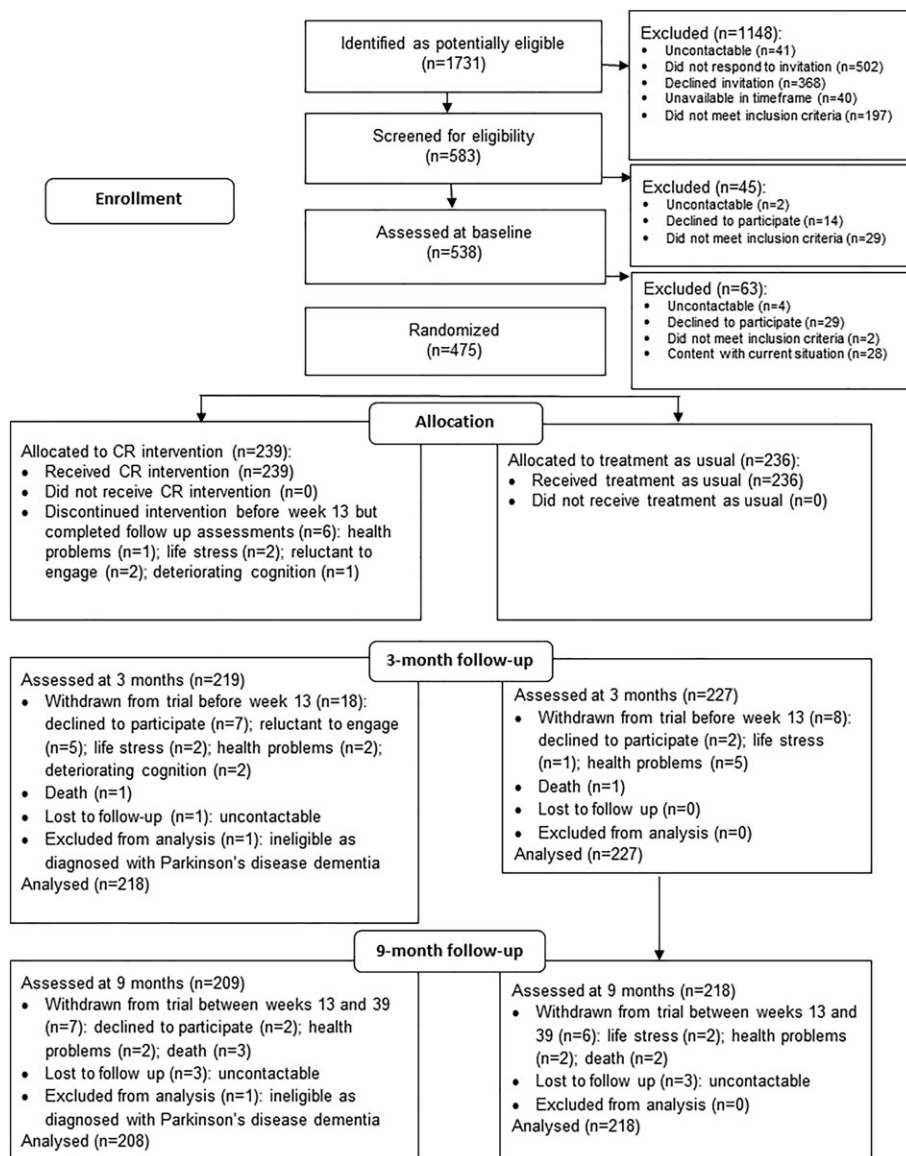 Identified as potentially eligible
(n=1731)
Excluded (n=1148):
• Uncontactable (n=41)
• Did not respond to invitation (n=502)
• Declined invitation (n=368)
• Unavailable in timeframe (n=40)
• Did not meet inclusion criteria (n=197)
Screened for eligibility
(n=583)
Enrollment
Excluded (n=45):
• Uncontactable (n=2)
• Declined to participate (n=14)
• Did not meet inclusion criteria (n=29)
Assessed at baseline
(n=538)
Excluded (n=63):
• Uncontactable (n=4)
• Declined to participate (n=29)
• Did not meet inclusion criteria (n=2)
• Content with current situation (n=28)
Randomized
(n=475)
Allocation
Allocated to CR intervention (n=239):
• Received CR intervention (n=239)
• Did not receive CR intervention (n=0)
• Discontinued intervention before week 13 but
completed follow up assessments (n=6): health
problems (n=1); life stress (n=2); reluctant to
engage (n=2); deteriorating cognition (n=1)
Allocated to treatment as usual (n=236):
• Received treatment as usual (n=236)
• Did not receive treatment as usual (n=0)
3-month follow-up
Assessed at 3 months (n=219)
• Withdrawn from trial before week 13 (n=18):
declined to participate (n=7); reluctant to engage
(n=5); life stress (n=2); health problems (n=2);
deteriorating cognition (n=2)
• Death (n=1)
• Lost to follow-up (n=1): uncontactable
• Excluded from analysis (n=1): ineligible as
diagnosed with Parkinson's disease dementia
Analysed (n=218)
Assessed at 3 months (n=227)
• Withdrawn from trial before week 13 (n=8):
declined to participate (n=2); life stress
(n=1); health problems (n=5)
• Death (n=1)
• Lost to follow up (n=0)
• Excluded from analysis (n=0)
Analysed (n=227)
9-month follow-up
Assessed at 9 months (n=209)
• Withdrawn from trial between weeks 13 and 39
(n=7): declined to participate (n=2); health
problems (n=2); death (n=3)
• Lost to follow up (n=3): uncontactable
• Excluded from analysis (n=1): ineligible as
diagnosed with Parkinson's disease dementia
Analysed (n=208)
Assessed at 9 months (n=218)
• Withdrawn from trial between weeks 13 and
39 (n=6): life stress (n=2); health problems
(n=2); death (n=2)
• Lost to follow up (n=3): uncontactable
• Excluded from analysis (n=0)
Analysed (n=218)